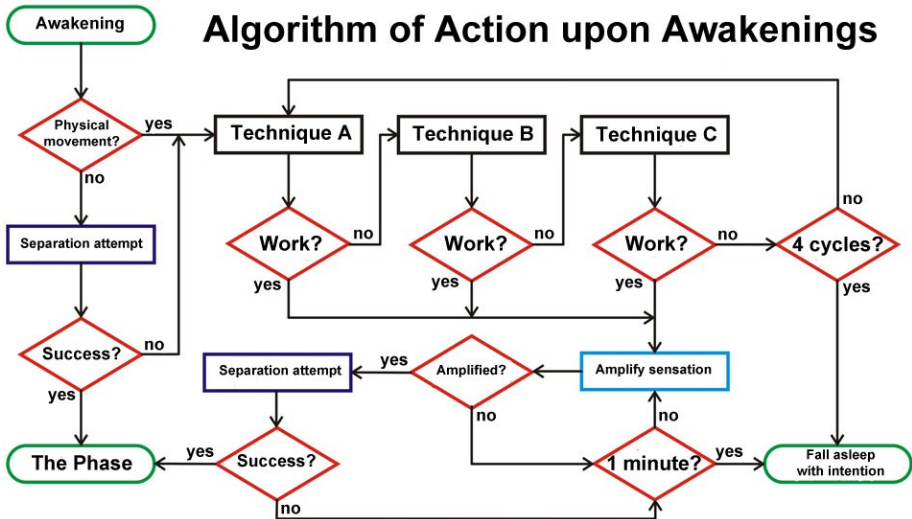 Awakening
Algorithm of Action upon Awakenings
Physical
movement?
yes
no
Technique A
Technique B
Technique C
no
no
no
Separation attempt
Work?
Work?
Work?
no
4 cycles?
yes
yes
yes
yes
Success?
no
yes
Separation attempt
yes
Amplified?
no
Amplify sensation
no
The Phase
yes
Success?
no
1 minute?
yes
Fall asleep
with intention